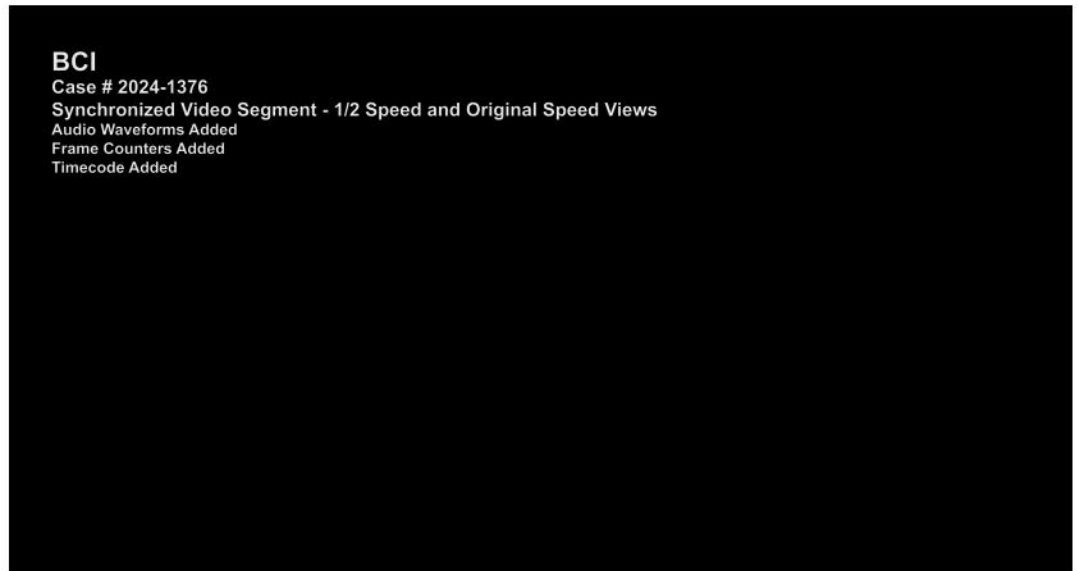 BCI
Case # 2024-1376
Synchronized Video Segment - 1/2 Speed and Original Speed Views
Audio Waveforms Added
Frame Counters Added
Timecode Added